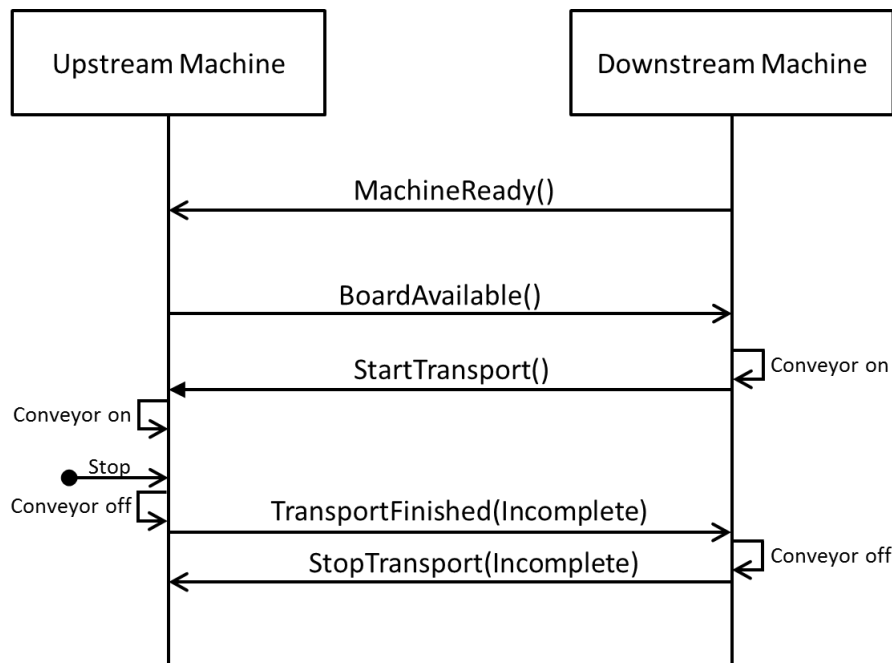 Upstream Machine
Downstream Machine
MachineReady()
BoardAvailable()
Conveyor on
StartTransport()
Conveyor on
Stop
Conveyor off
TransportFinished(Incomplete)
Conveyor off
StopTransport(Incomplete)